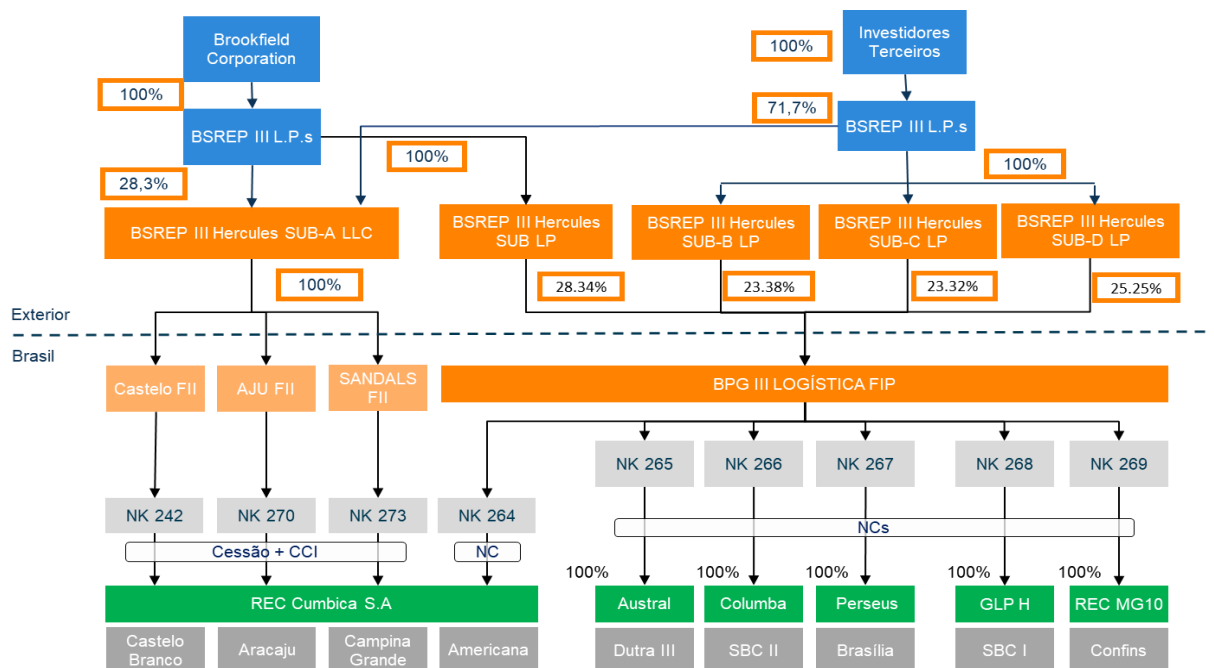 Brookfield
Corporation
Investidores
Terceiros
100%
100%
71,7%
BSREP III L.P.s
BSREP III L.P.s
100%
100%
28,3%
BSREP III Hercules SUB-A LLC
BSREP III Hercules
SUB LP
BSREP III Hercules
SUB-B LP
BSREP III Hercules
SUB-C LP
BSREP III Hercules
SUB-D LP
100%
28.34%
23.38%
23.32%
25.25%
Exterior
Brasil
Castelo FII
AJU FII
SANDALS
FII
BPG III LOGÍSTICA FIP
NK 265
NK 266
NK 267
NK 268
NK 269
NK 242
NK 270
NK 273
NK 264
NCs
Cessão + CCI
NC
100%
100%
100%
100%
100%
REC Cumbica S.A
Austral
Columba
Perseus
GLP H
REC MG10
Castelo
Branco
Aracaju
Campina
Grande
Americana
Dutra III
SBC II
Brasília
SBC I
Confins